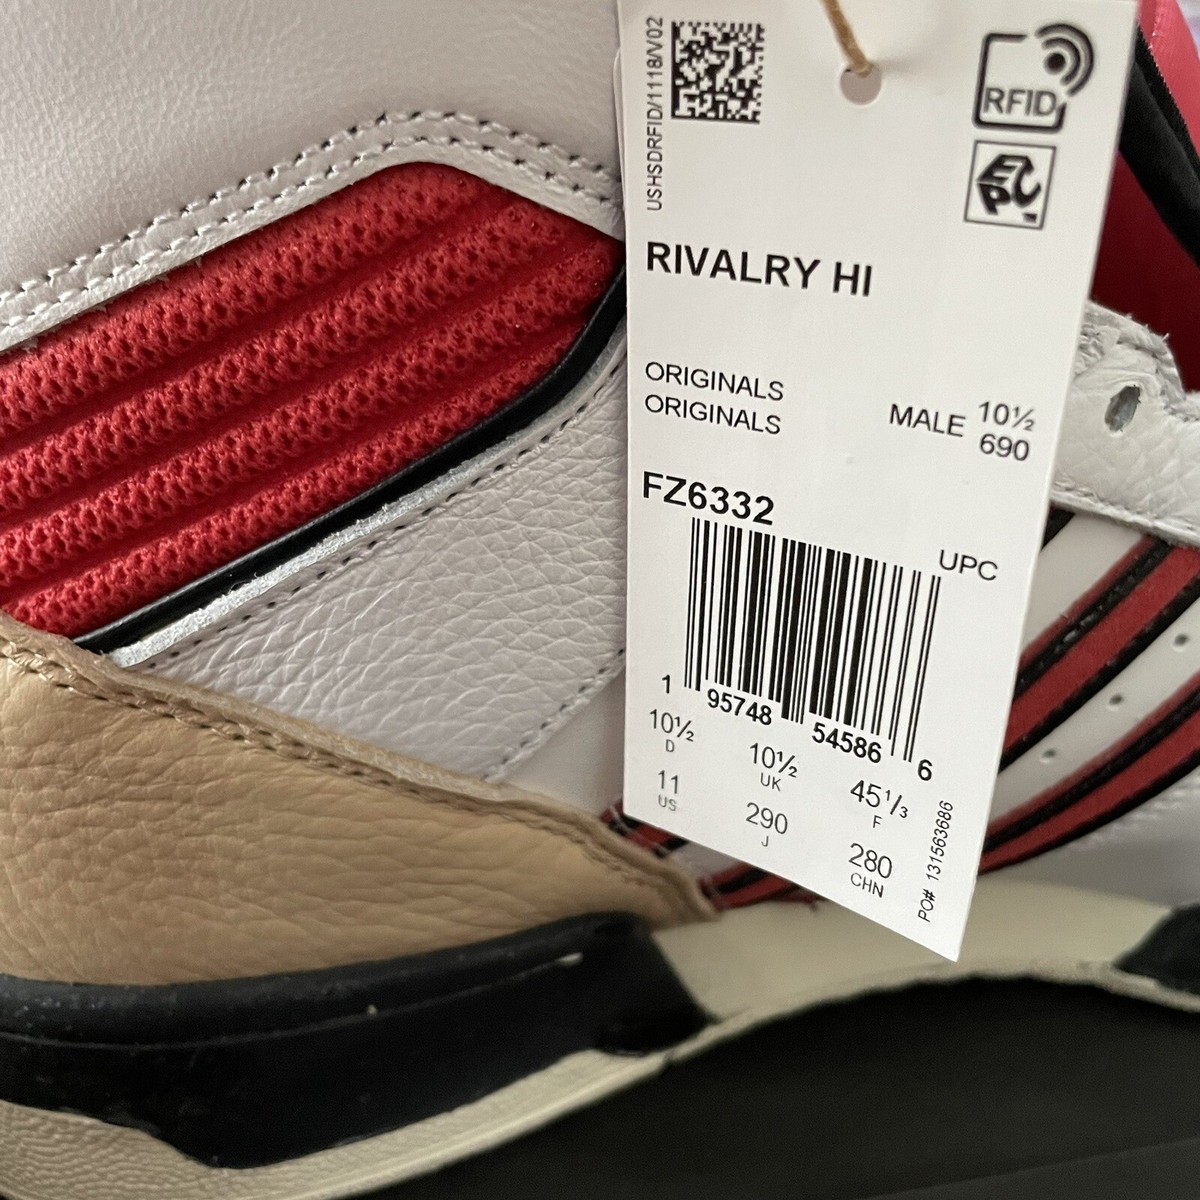 USHSDRFID/1118/V02
RFID
EPC™
RIVALRY HI
ORIGINALS
ORIGINALS
MALE 10½
690
FZ6332
UPC
1 95748 54586 6
10½ D
10½ UK
45⅓ F
11 US
290 J
280 CHN
PO# 131563686